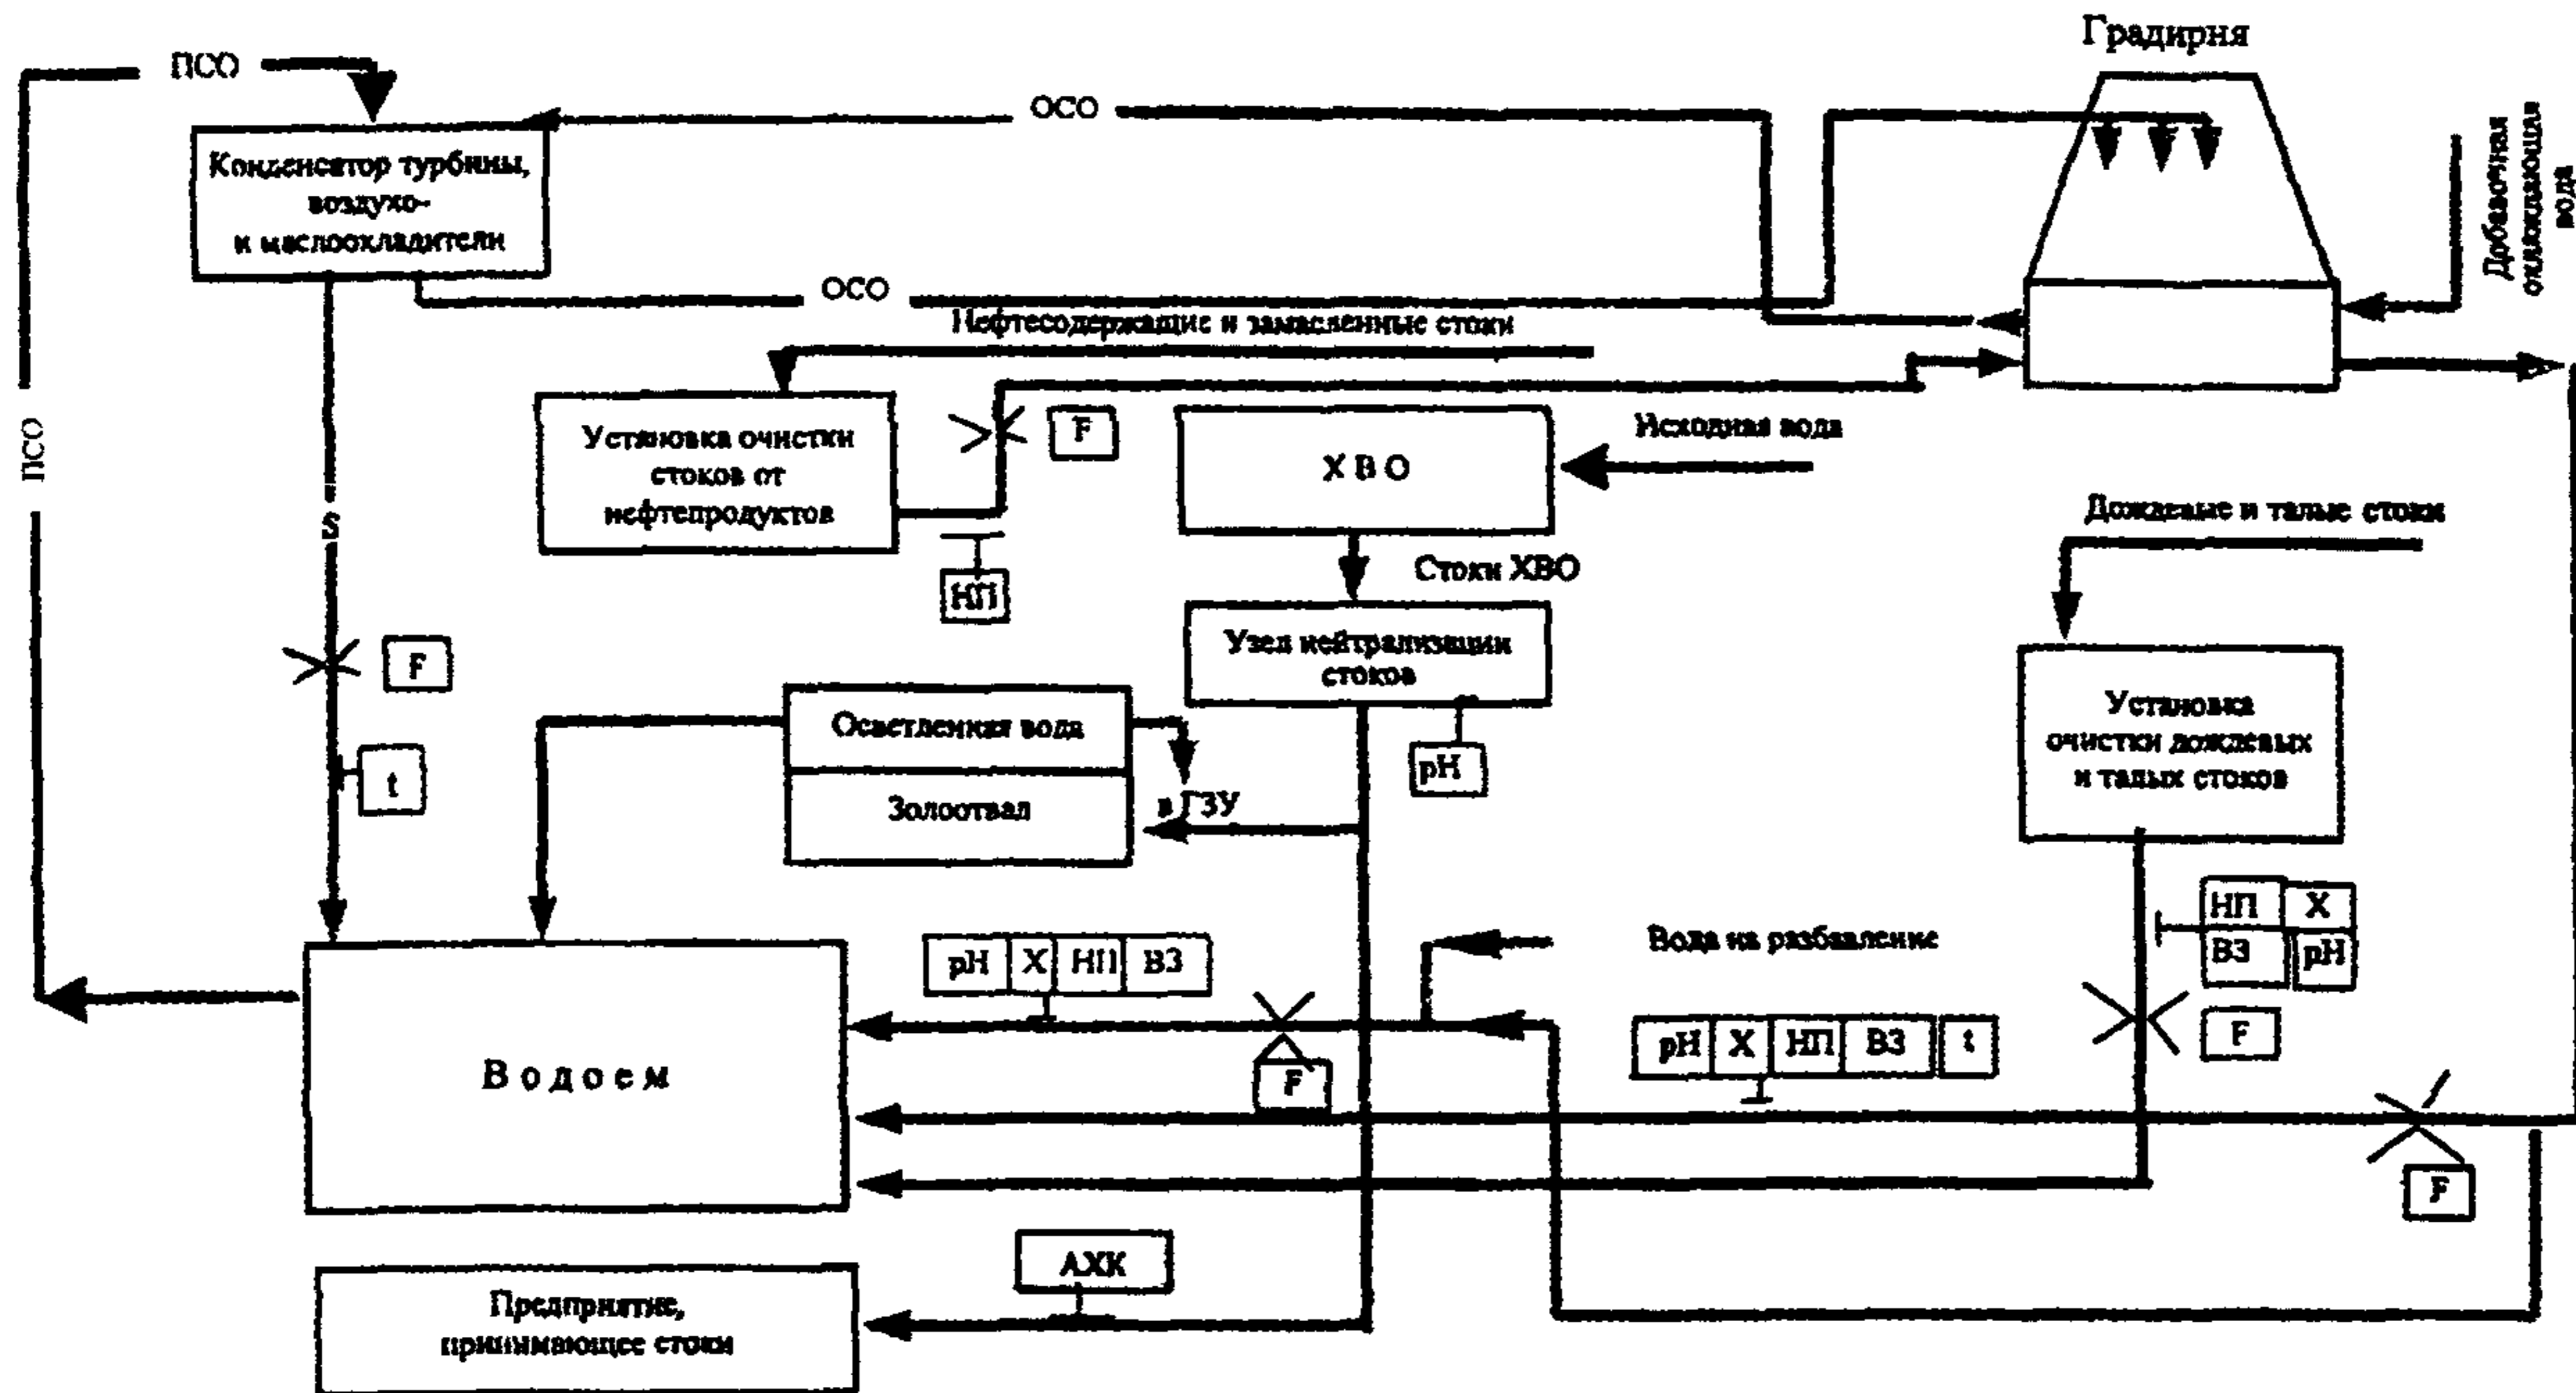 Градирня
ПСО
ОСО
Добавочная
охлаждающая
вода
Конденсатор турбины,
воздухо-
и маслоохладители
ОСО
Нефтесодержащие и замасленные стоки
ПСО
Установка очистки
стоков от
нефтепродуктов
F
Х В О
Исходная вода
S
НП
Стоки ХВО
Дождевые и талые стоки
F
Узел нейтрализации
стоков
t
Осветленная вода
Золоотвал
в ГЗУ
pH
Установка
очистки дождевых
и талых стоков
pH Х НП ВЗ
Вода на разбавление
НП Х
ВЗ pH
F
F
pH Х НП ВЗ t
В о д о е м
F
АХК
Предприятие,
принимающее стоки